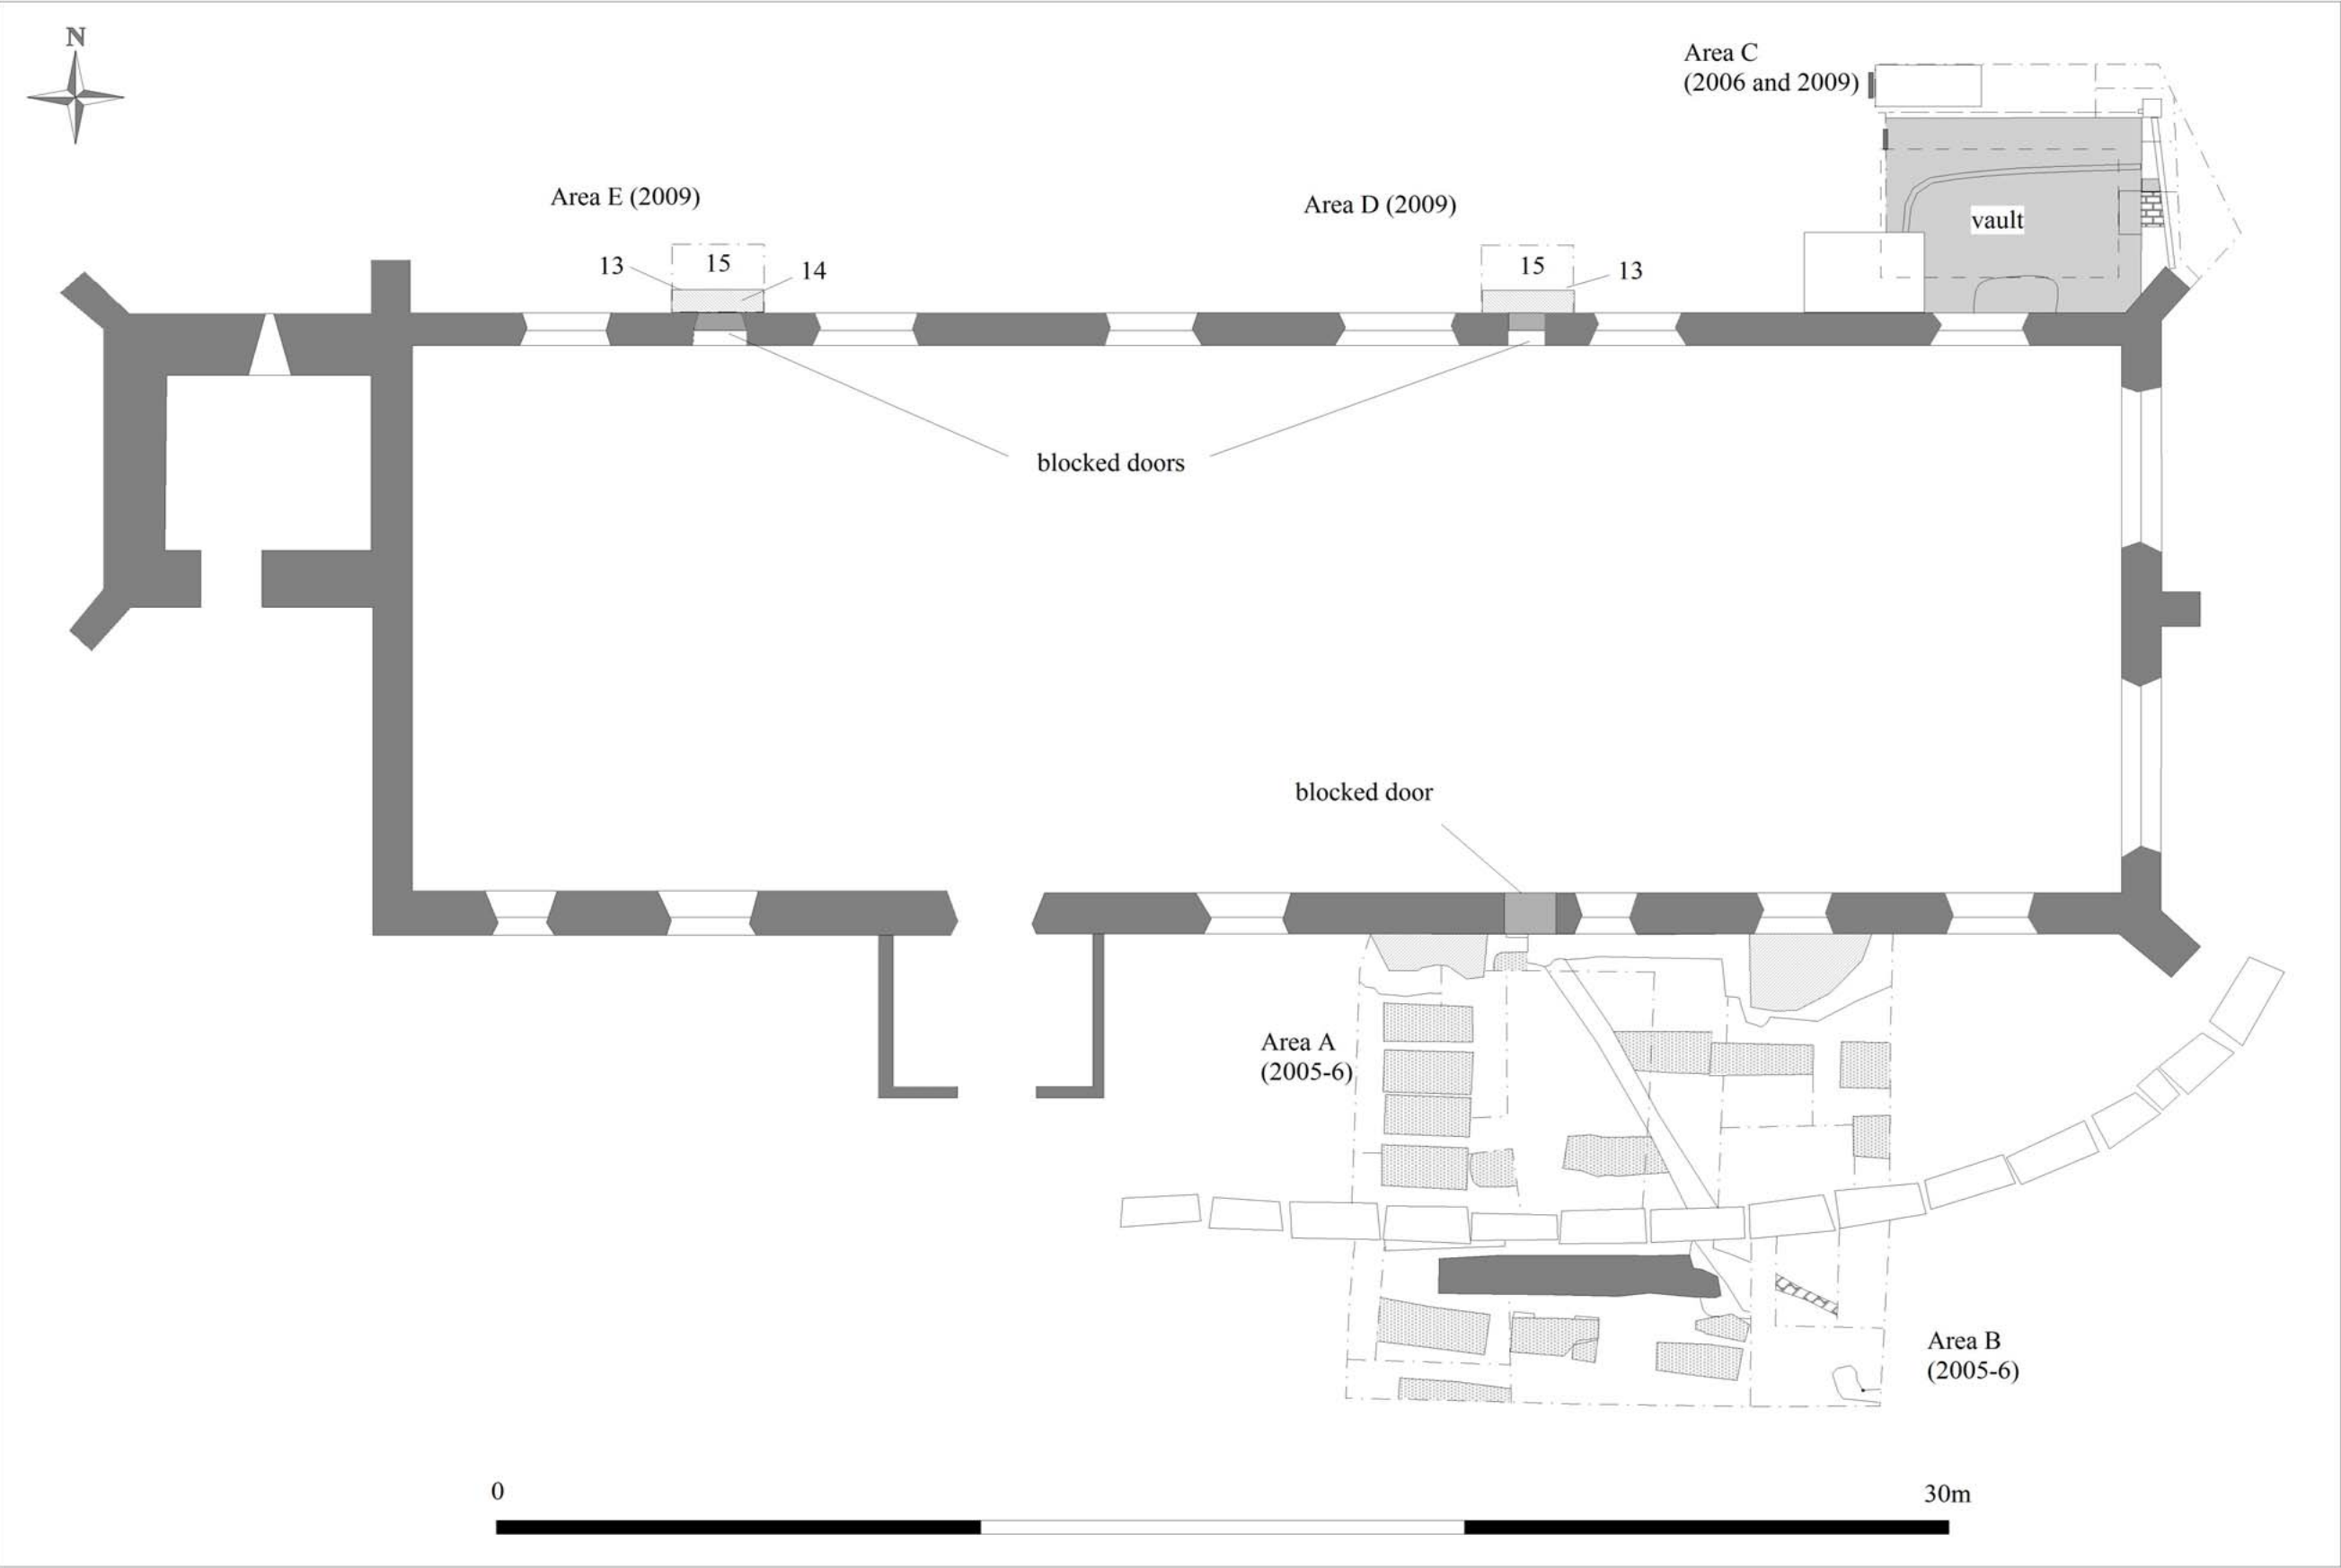 N
Area C
(2006 and 2009)
Area E (2009)
Area D (2009)
vault
13
15
14
15
13
blocked doors
blocked door
Area A
(2005-6)
Area B
(2005-6)
0
30m